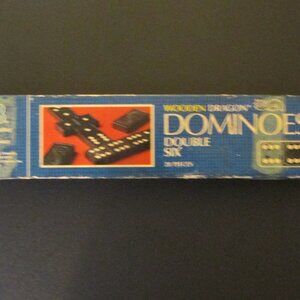 WOODEN DRAGON
DOMINOES
DOUBLE
SIX
28 PIECES